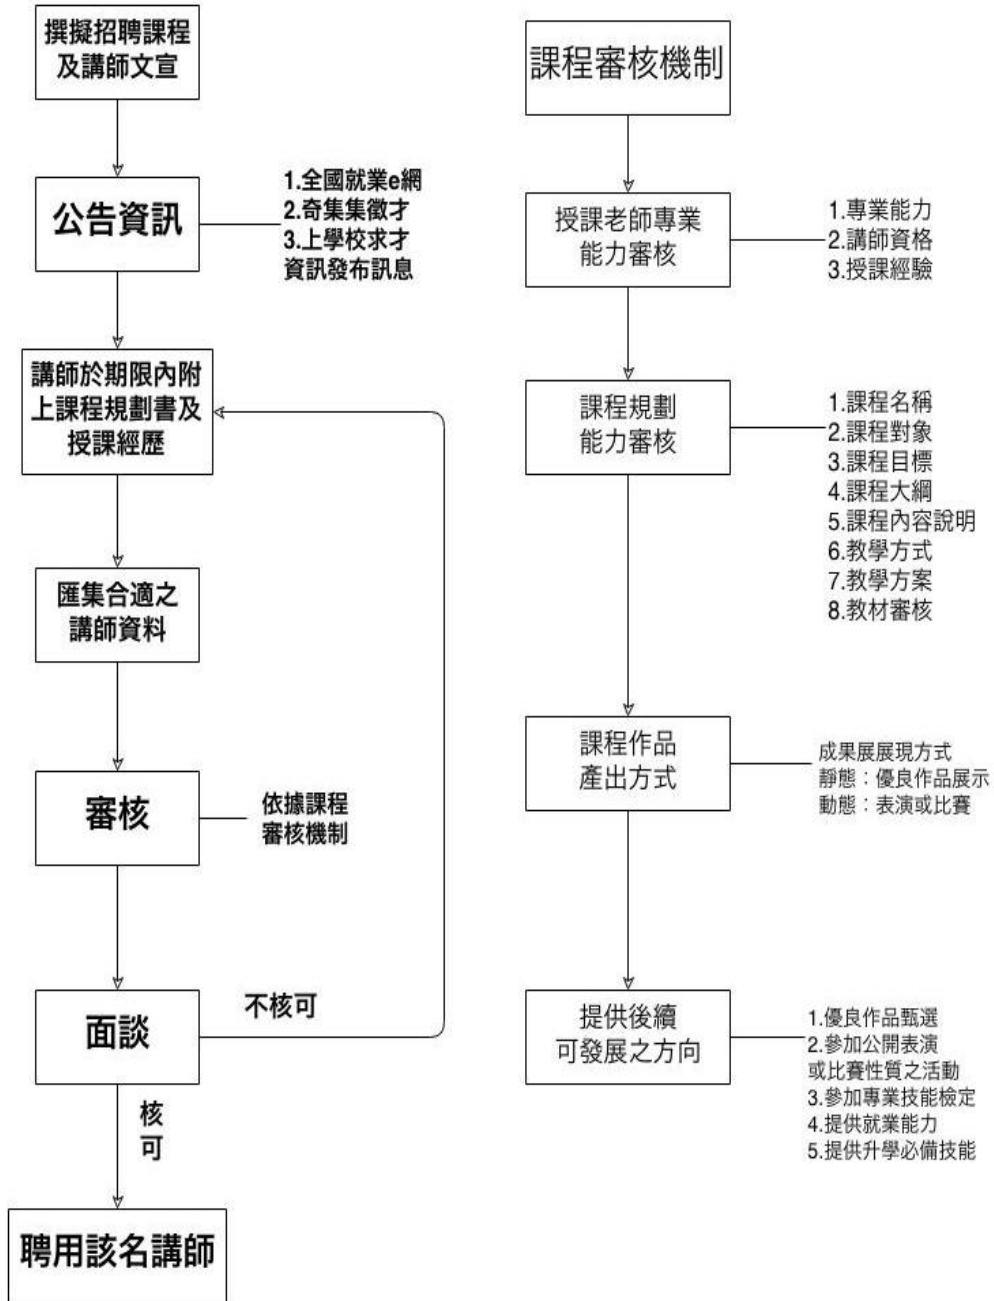 撰擬招聘課程
及講師文宣
公告資訊
1.全國就業e網
2.奇集集徵才
3.上學校求才
資訊發布訊息
講師於期限內附
上課程規劃書及
授課經歷
匯集合適之
講師資料
審核
依據課程
審核機制
面談
不核可
核
可
聘用該名講師
課程審核機制
授課老師專業
能力審核
1.專業能力
2.講師資格
3.授課經驗
課程規劃
能力審核
1.課程名稱
2.課程對象
3.課程目標
4.課程大綱
5.課程內容說明
6.教學方式
7.教學方案
8.教材審核
課程作品
產出方式
成果展展現方式
靜態：優良作品展示
動態：表演或比賽
提供後續
可發展之方向
1.優良作品甄選
2.參加公開表演
或比賽性質之活動
3.參加專業技能檢定
4.提供就業能力
5.提供升學必備技能